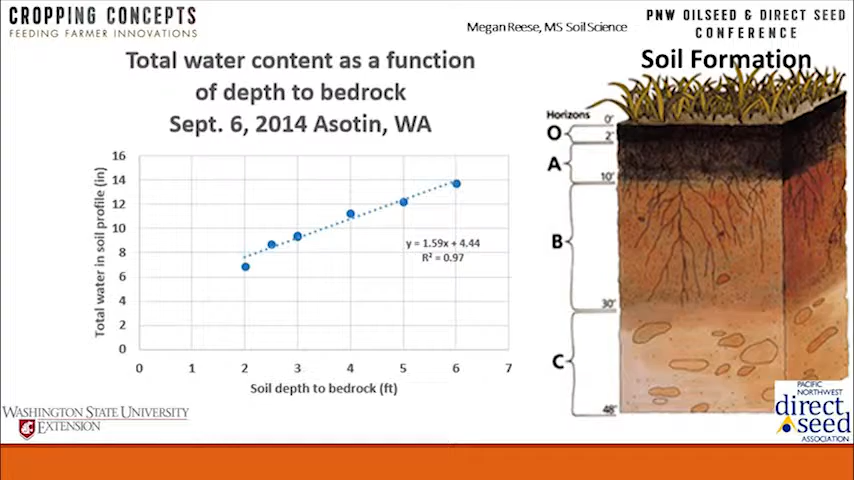 CROPPING CONCEPTS
FEEDING FARMER INNOVATIONS
Megan Reese, MS Soil Science
PNW OILSEED & DIRECT SEED
CONFERENCE
Total water content as a function
of depth to bedrock
Sept. 6, 2014 Asotin, WA
Total water in soil profile (in)
16
14
12
10
8
6
4
2
0
y = 1.59x + 4.44
R² = 0.97
0 1 2 3 4 5 6 7
Soil depth to bedrock (ft)
Soil Formation
Horizons
0"
O
2"
A
10"
B
30"
C
48"
WASHINGTON STATE UNIVERSITY
EXTENSION
PACIFIC
NORTHWEST
direct
seed
ASSOCIATION